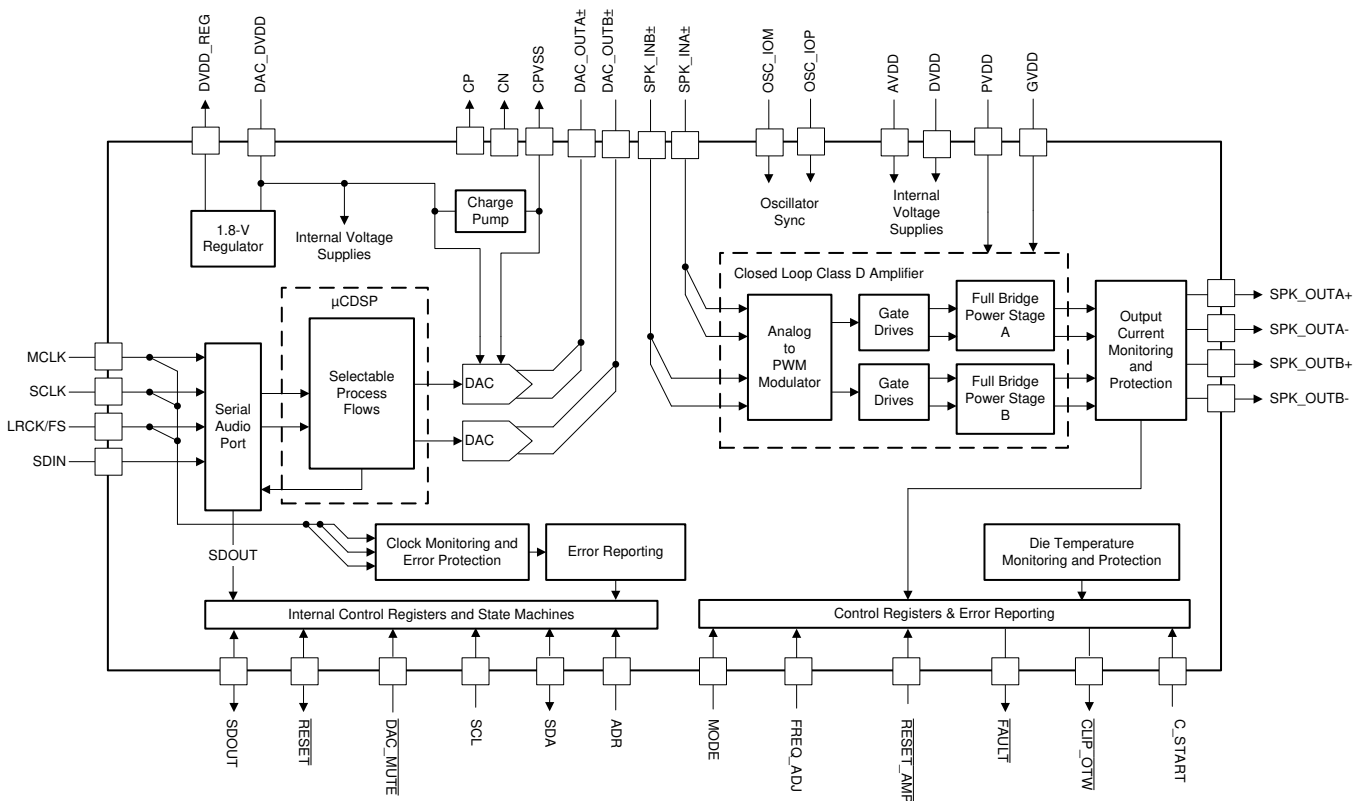 DVDD_REG
DAC_DVDD
CP
CN
CPVSS
DAC_OUTA±
DAC_OUTB±
SPK_INB±
SPK_INA±
OSC_IOM
OSC_IOP
AVDD
DVDD
PVDD
GVDD
1.8-V
Regulator
Internal Voltage
Supplies
Charge
Pump
Oscillator
Sync
Internal
Voltage
Supplies
Closed Loop Class D Amplifier
µCDSP
MCLK
SCLK
LRCK/FS
SDIN
Serial
Audio
Port
Selectable
Process
Flows
DAC
DAC
Analog
to
PWM
Modulator
Gate
Drives
Gate
Drives
Full Bridge
Power Stage
A
Full Bridge
Power Stage
B
Output
Current
Monitoring
and
Protection
SPK_OUTA+
SPK_OUTA-
SPK_OUTB+
SPK_OUTB-
SDOUT
Clock Monitoring and
Error Protection
Error Reporting
Die Temperature
Monitoring and Protection
Internal Control Registers and State Machines
Control Registers & Error Reporting
SDOUT
RESET
DAC_MUTE
SCL
SDA
ADR
MODE
FREQ_ADJ
RESET_AMP
FAULT
CLIP_OTW
C_START